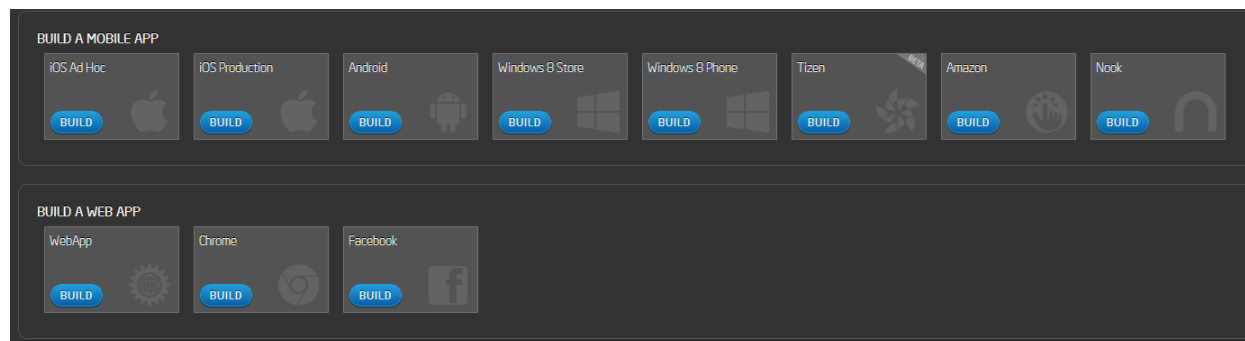 BUILD A MOBILE APP
iOS Ad Hoc
BUILD
iOS Production
BUILD
Android
BUILD
Windows 8 Store
BUILD
Windows 8 Phone
BUILD
Tizen
BETA
BUILD
Amazon
BUILD
Nook
BUILD
BUILD A WEB APP
WebApp
BUILD
Chrome
BUILD
Facebook
BUILD